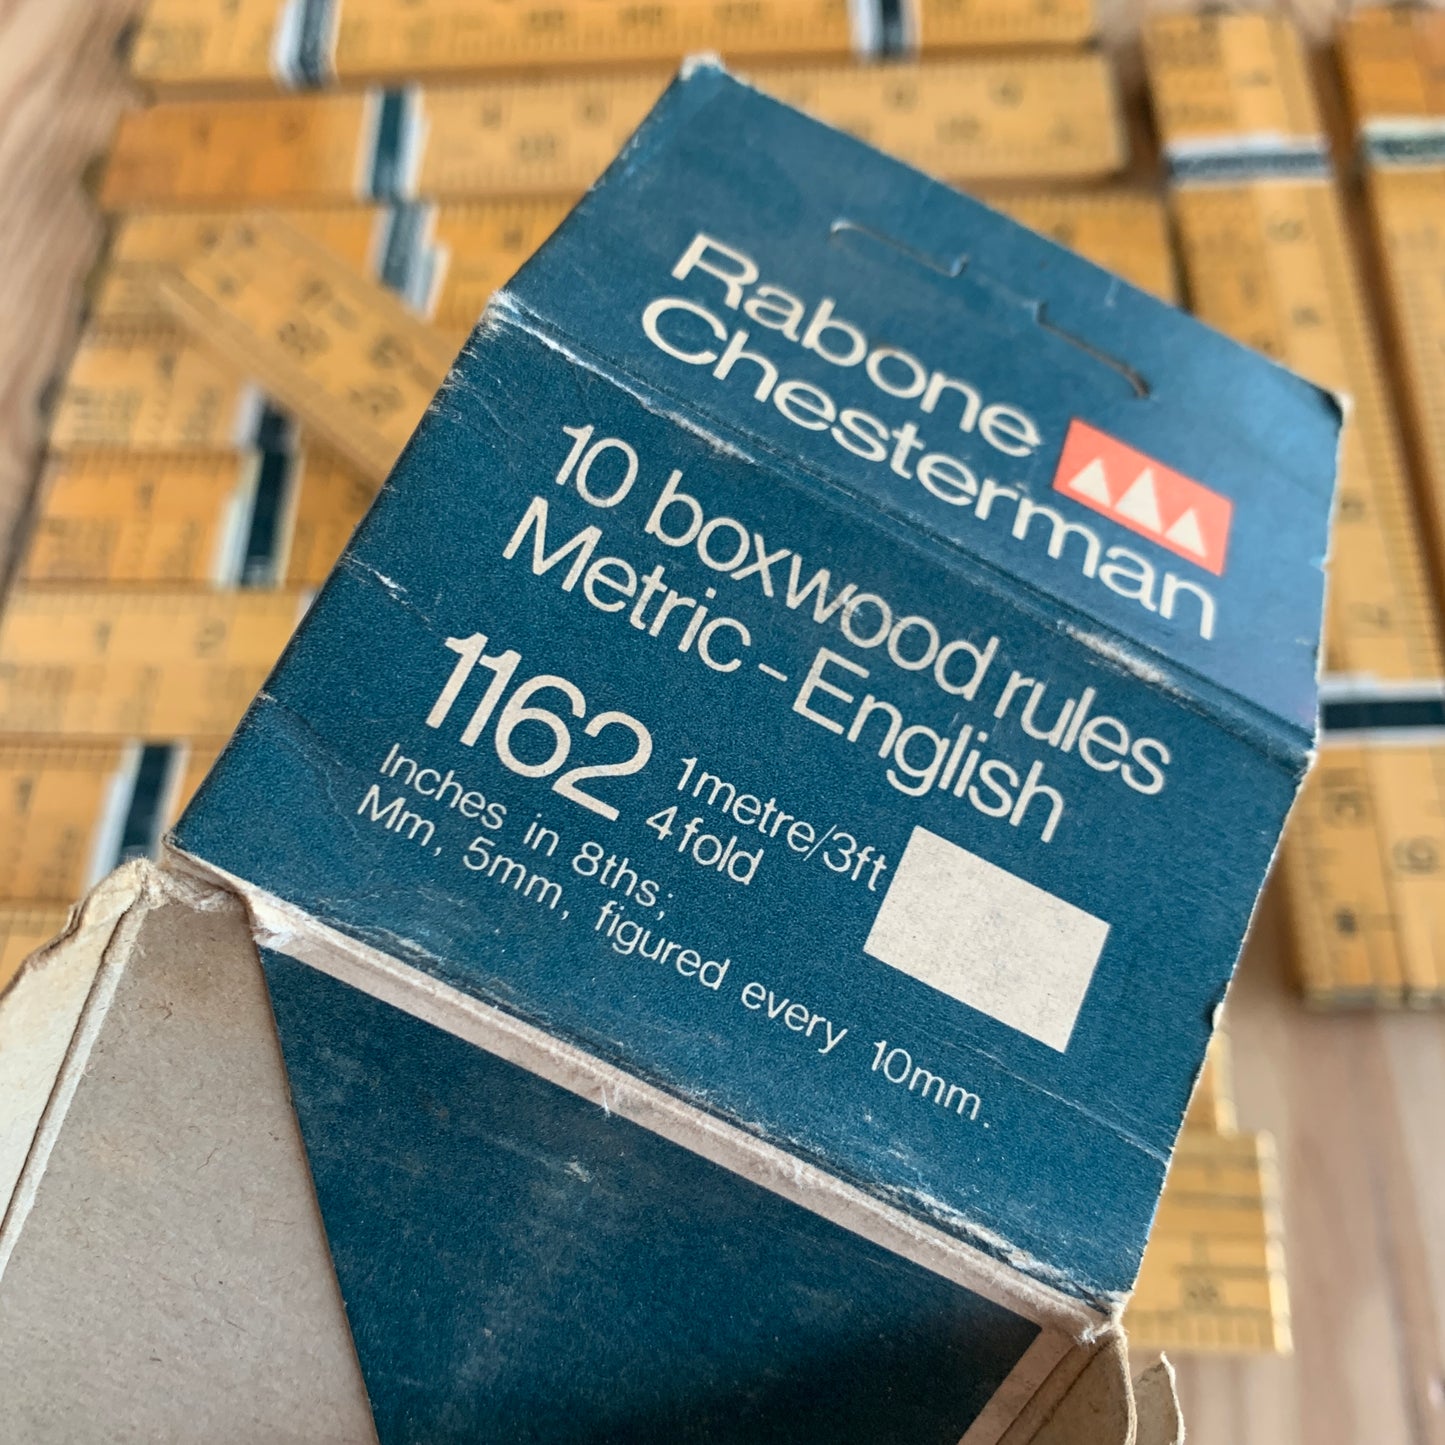 Rabone
Chesterman
10 boxwood rules
Metric - English
1162
1metre/3ft
4 fold
Inches in 8ths;
Mm, 5mm, figured every 10mm.